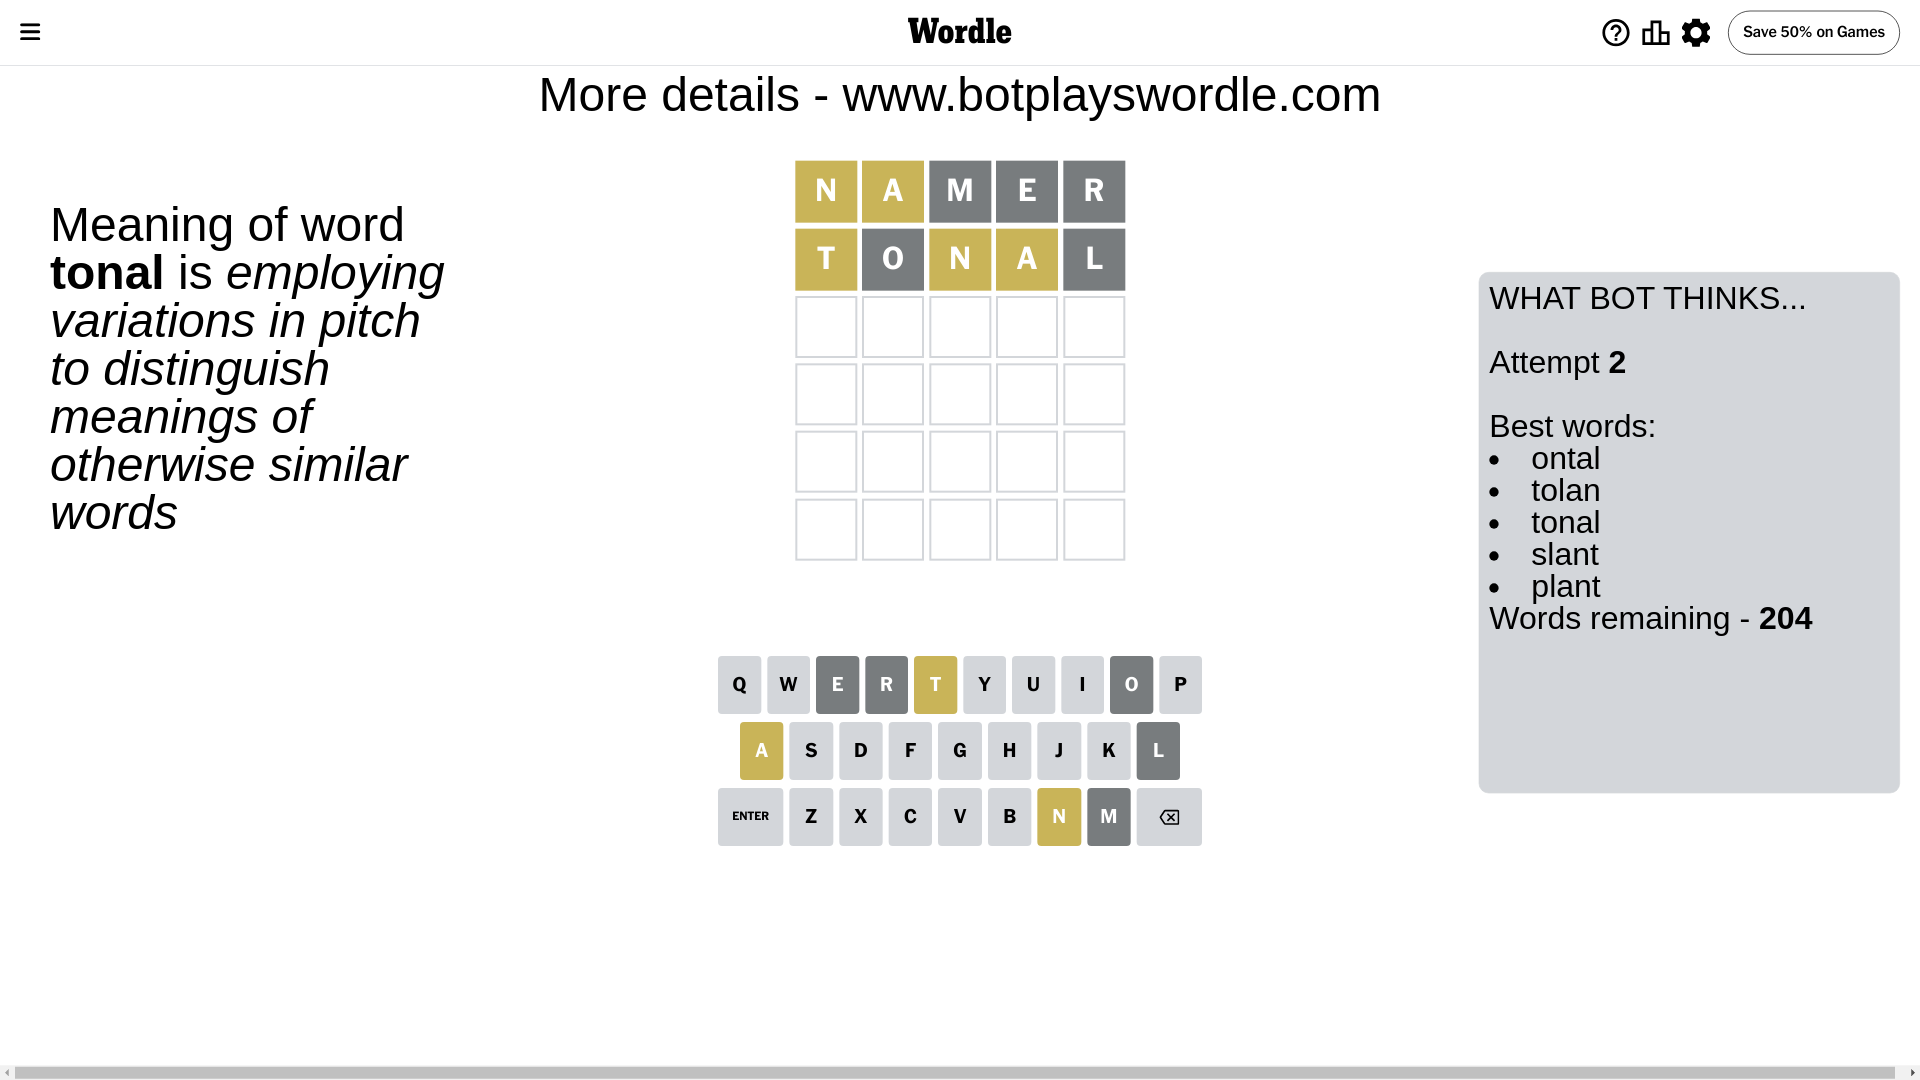 Wordle
Save 50% on Games
More details - www.botplayswordle.com
Meaning of word
tonal is employing
variations in pitch
to distinguish
meanings of
otherwise similar
words
N A M E R
T O N A L
WHAT BOT THINKS...
Attempt 2
Best words:
• ontal
• tolan
• tonal
• slant
• plant
Words remaining - 204
Q W E R T Y U I O P
A S D F G H J K L
ENTER Z X C V B N M